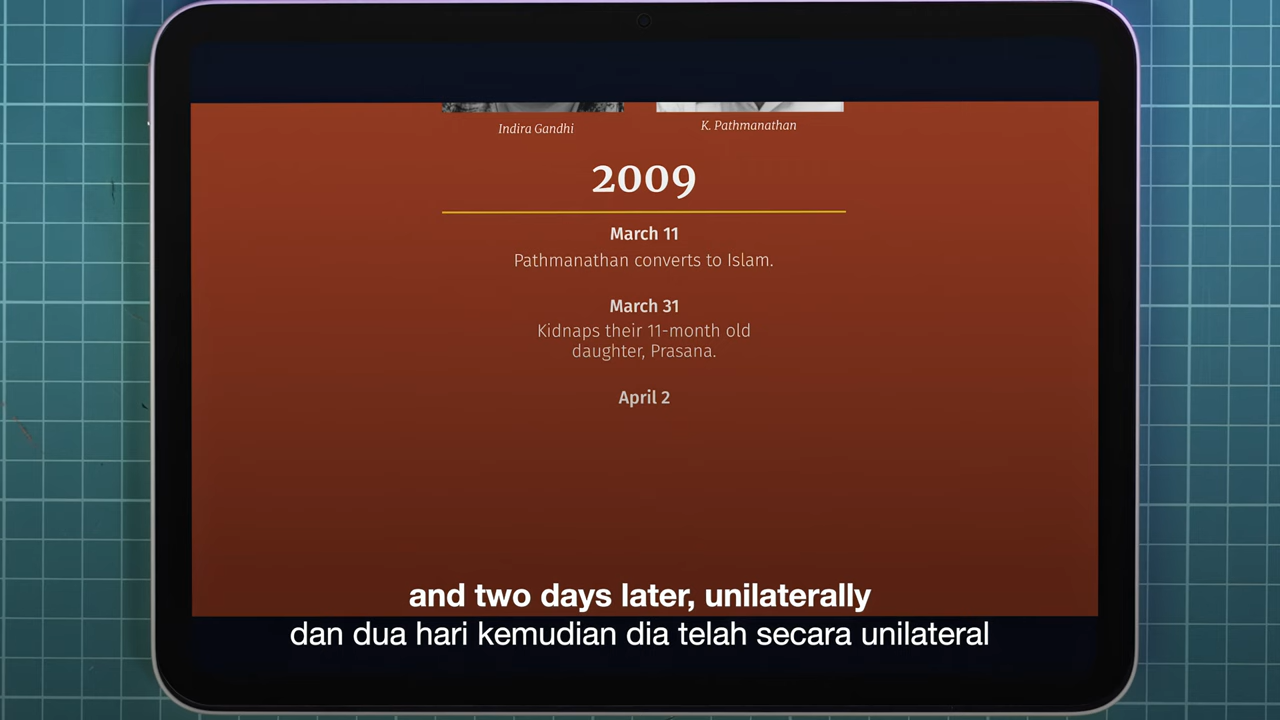 Indira Gandhi
K. Pathmanathan
2009
March 11
Pathmanathan converts to Islam.
March 31
Kidnaps their 11-month old
daughter, Prasana.
April 2
and two days later, unilaterally
dan dua hari kemudian dia telah secara unilateral